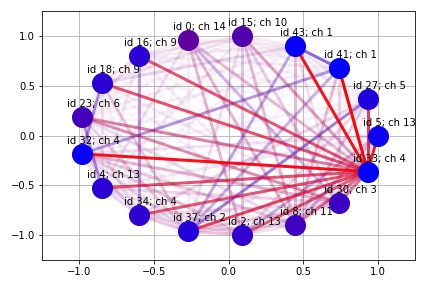 id 0; ch 14
id 15; ch 10
id 43; ch 1
id 16; ch 9
id 41; ch 1
id 18; ch 9
id 27; ch 5
id 23; ch 6
id 5; ch 13
id 32; ch 4
id 33; ch 4
id 4; ch 13
id 30; ch 3
id 34; ch 4
id 8; ch 11
id 37; ch 2
id 2; ch 13
1.0
0.5
0.0
−0.5
−1.0
−1.0
−0.5
0.0
0.5
1.0